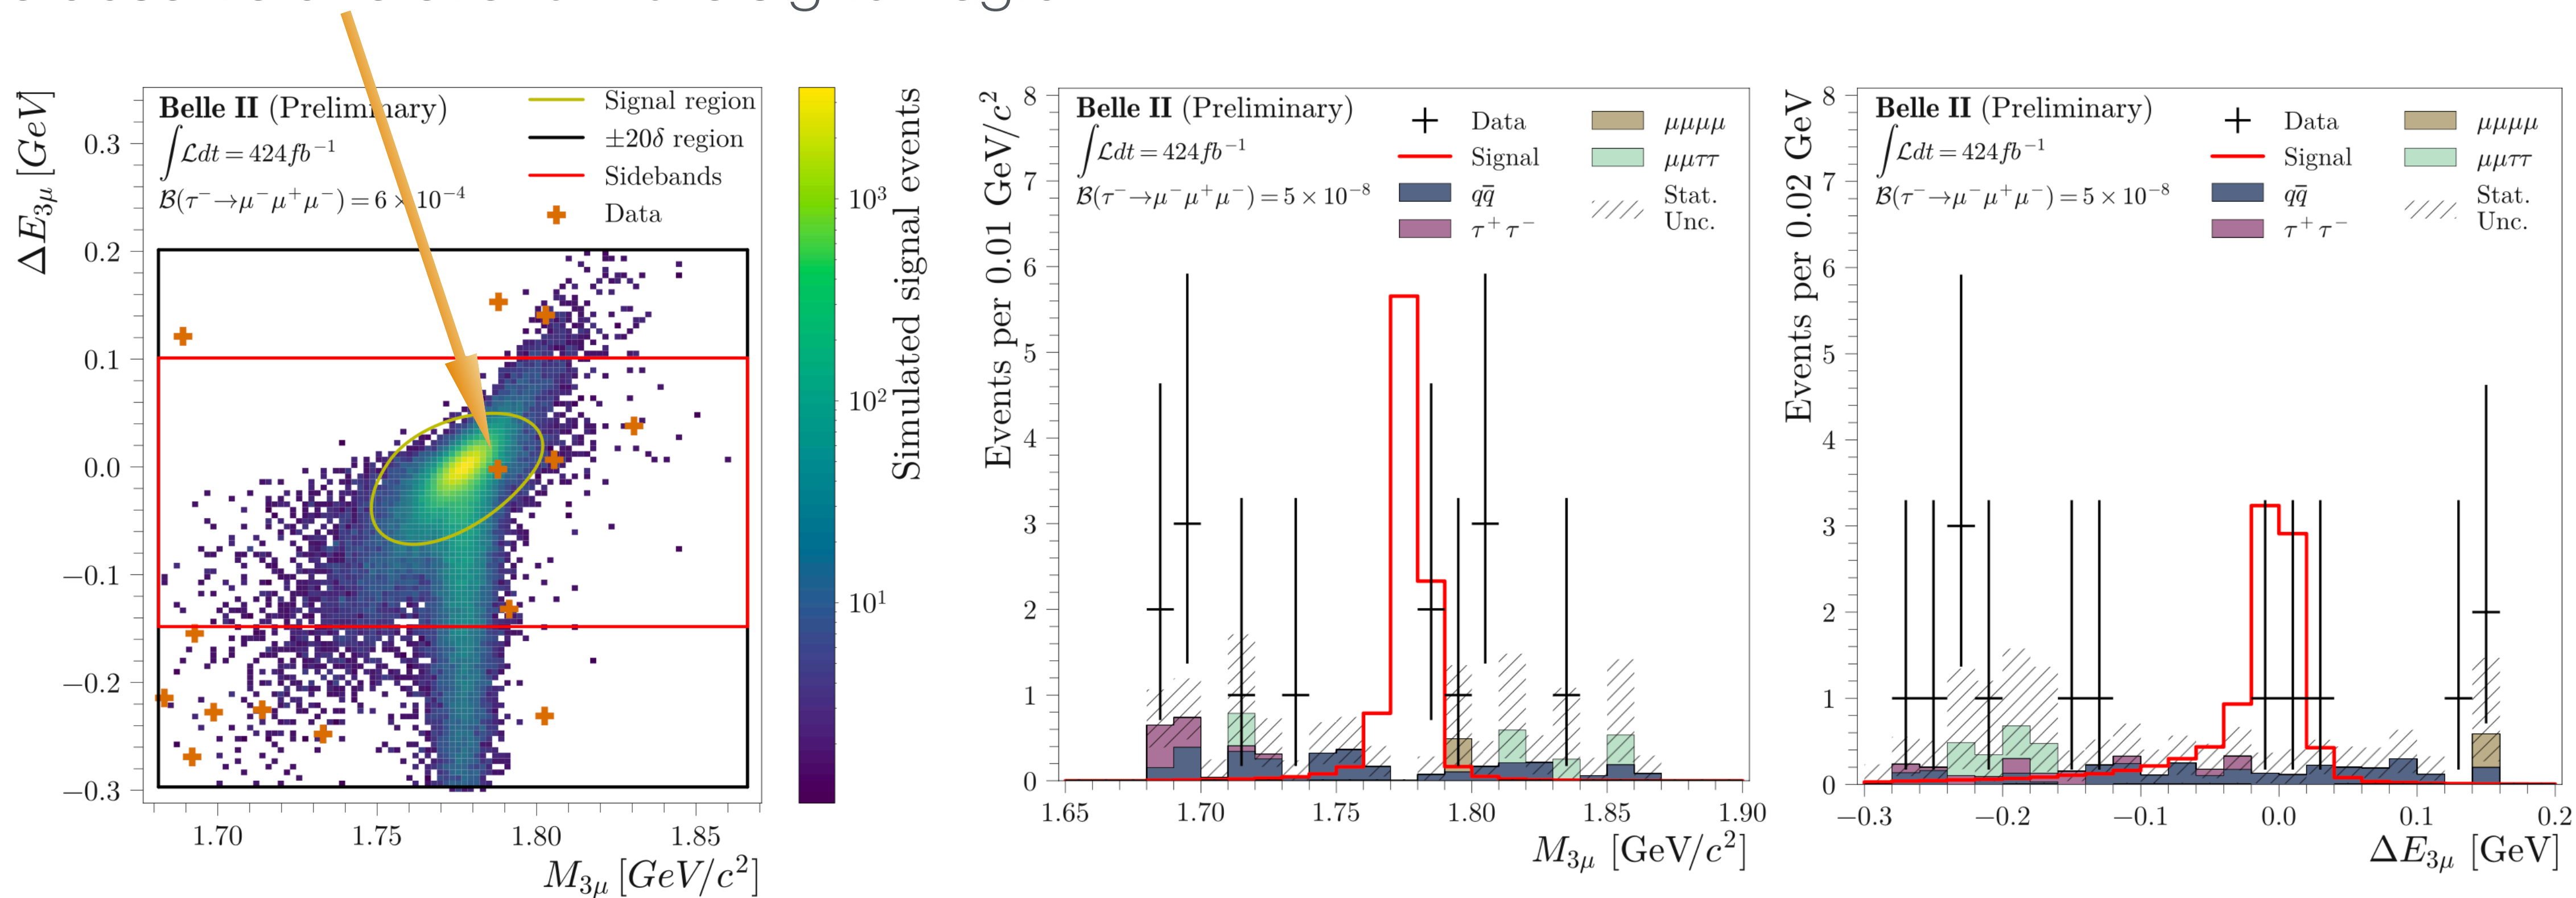 Belle II (Preliminary)
∫ℒdt = 424 fb⁻¹
ℬ(τ⁻→μ⁻μ⁺μ⁻) = 6 × 10⁻⁴
Signal region
±20δ region
Sidebands
Data
ΔE₃μ [GeV]
0.3
0.2
0.1
0.0
−0.1
−0.2
−0.3
1.70 1.75 1.80 1.85
M₃μ [GeV/c²]
10³
10²
10¹
Simulated signal events
Belle II (Preliminary)
∫ℒdt = 424 fb⁻¹
ℬ(τ⁻→μ⁻μ⁺μ⁻) = 5 × 10⁻⁸
Data
Signal
qq̄
τ⁺τ⁻
μμμμ
μμττ
Stat.
Unc.
Events per 0.01 GeV/c²
8
7
6
5
4
3
2
1
0
1.65 1.70 1.75 1.80 1.85 1.90
M₃μ [GeV/c²]
Belle II (Preliminary)
∫ℒdt = 424 fb⁻¹
ℬ(τ⁻→μ⁻μ⁺μ⁻) = 5 × 10⁻⁸
Data
Signal
qq̄
τ⁺τ⁻
μμμμ
μμττ
Stat.
Unc.
Events per 0.02 GeV
8
7
6
5
4
3
2
1
0
−0.3 −0.2 −0.1 0.0 0.1 0.2
ΔE₃μ [GeV]